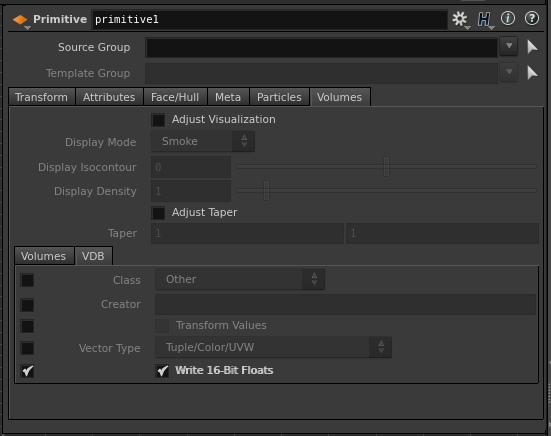 Primitive primitive1
Source Group
Template Group
Transform Attributes Face/Hull Meta Particles Volumes
Adjust Visualization
Display Mode Smoke
Display Isocontour 0
Display Density 1
Adjust Taper
Taper 1 1
Volumes VDB
Class Other
Creator
Transform Values
Vector Type Tuple/Color/UVW
Write 16-Bit Floats